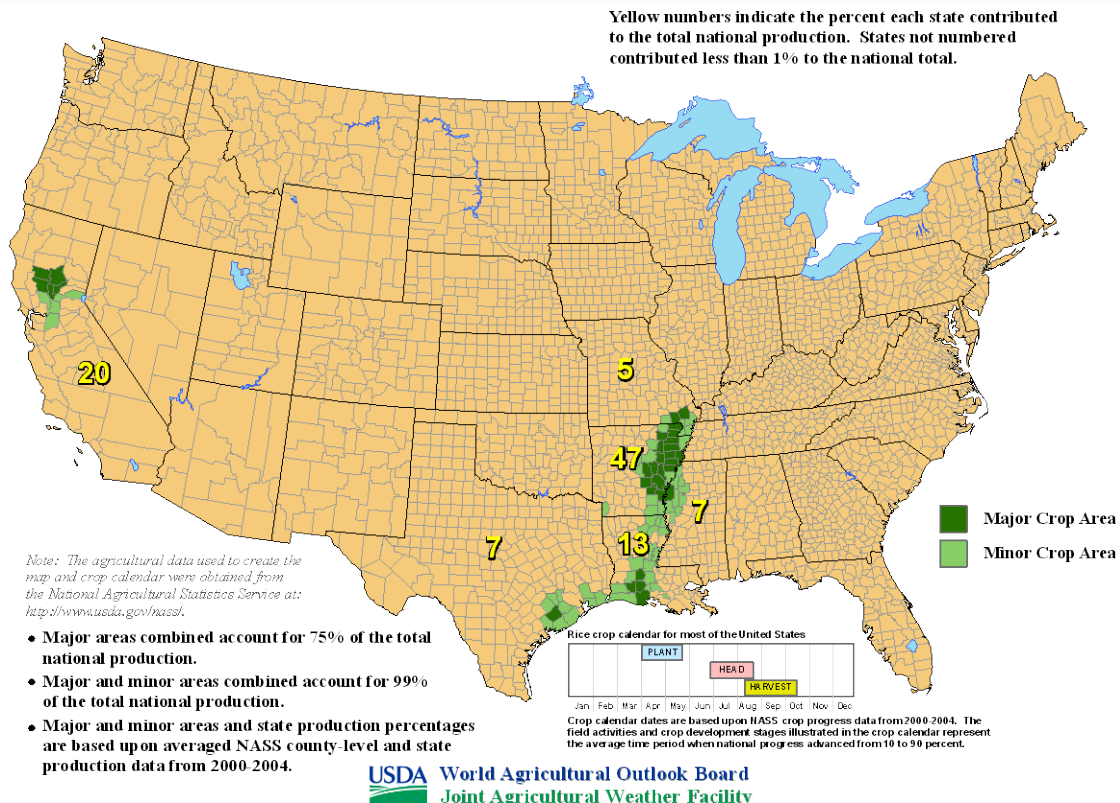 Yellow numbers indicate the percent each state contributed
to the total national production. States not numbered
contributed less than 1% to the national total.
20
5
47
7
13
7
Major Crop Area
Minor Crop Area
Note: The agricultural data used to create the
map and crop calendar were obtained from
the National Agricultural Statistics Service at:
http://www.usda.gov/nass/.
• Major areas combined account for 75% of the total
national production.
• Major and minor areas combined account for 99%
of the total national production.
• Major and minor areas and state production percentages
are based upon averaged NASS county-level and state
production data from 2000-2004.
Rice crop calendar for most of the United States
PLANT
HEAD
HARVEST
Jan Feb Mar Apr May Jun Jul Aug Sep Oct Nov Dec
Crop calendar dates are based upon NASS crop progress data from 2000-2004. The
field activities and crop development stages illustrated in the crop calendar represent
the average time period when national progress advanced from 10 to 90 percent.
USDA World Agricultural Outlook Board
Joint Agricultural Weather Facility